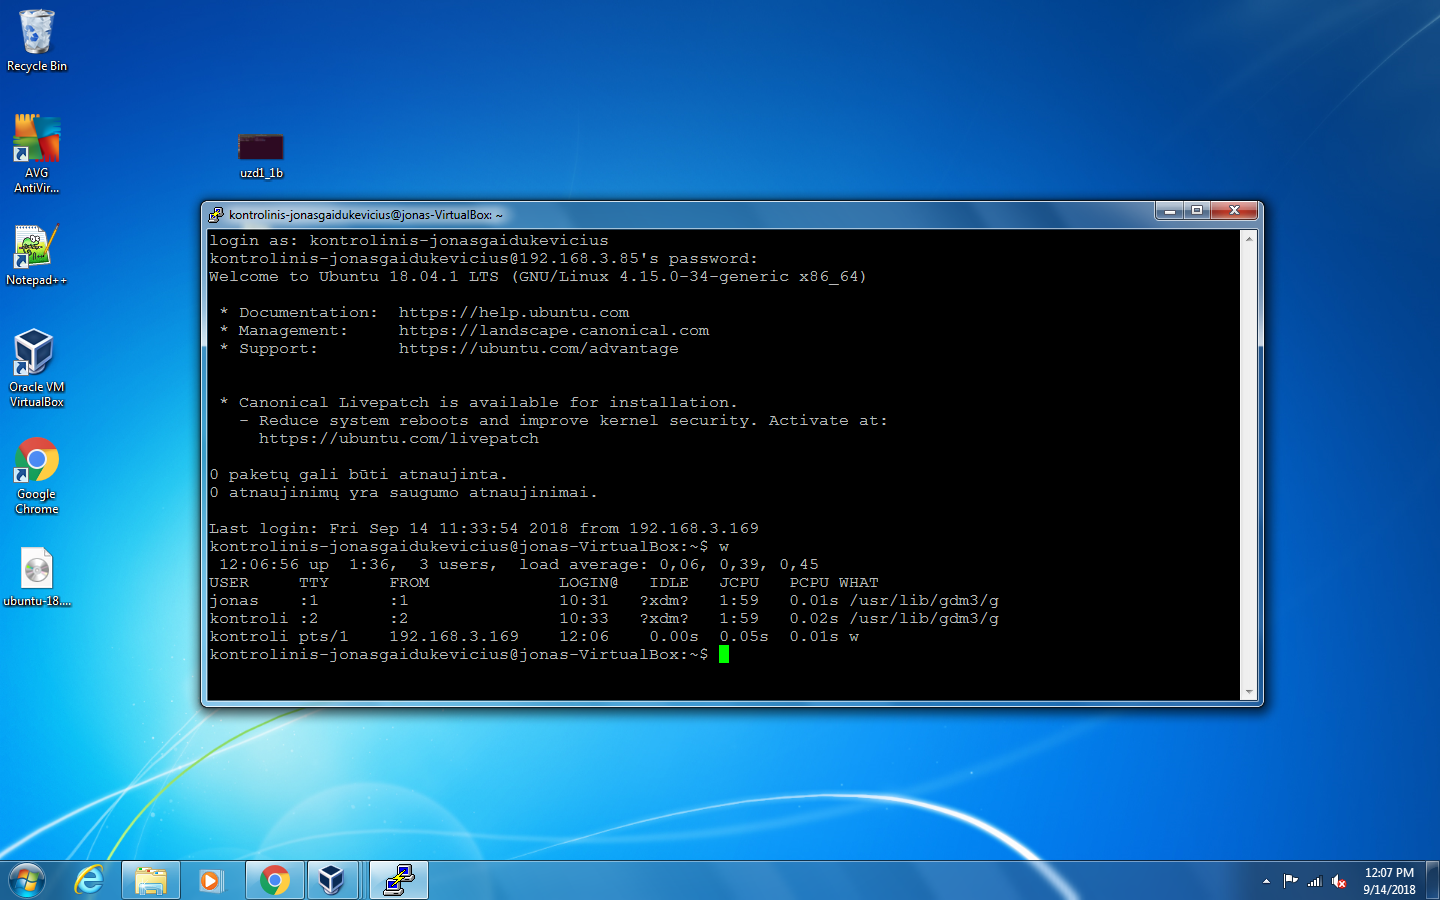 Recycle Bin
AVG
AntiVir...
Notepad++
Oracle VM
VirtualBox
Google
Chrome
ubuntu-18....
uzd1_1b
kontrolinis-jonasgaidukevicius@jonas-VirtualBox: ~
login as: kontrolinis-jonasgaidukevicius
kontrolinis-jonasgaidukevicius@192.168.3.85's password:
Welcome to Ubuntu 18.04.1 LTS (GNU/Linux 4.15.0-34-generic x86_64)
* Documentation:  https://help.ubuntu.com
* Management:     https://landscape.canonical.com
* Support:        https://ubuntu.com/advantage
* Canonical Livepatch is available for installation.
- Reduce system reboots and improve kernel security. Activate at:
https://ubuntu.com/livepatch
0 paketų gali būti atnaujinta.
0 atnaujinimų yra saugumo atnaujinimai.
Last login: Fri Sep 14 11:33:54 2018 from 192.168.3.169
kontrolinis-jonasgaidukevicius@jonas-VirtualBox:~$ w
12:06:56 up  1:36,  3 users,  load average: 0,06, 0,39, 0,45
USER     TTY      FROM             LOGIN@   IDLE   JCPU   PCPU WHAT
jonas    :1       :1               10:31   ?xdm?   1:59   0.01s /usr/lib/gdm3/g
kontroli :2       :2               10:33   ?xdm?   1:59   0.02s /usr/lib/gdm3/g
kontroli pts/1    192.168.3.169    12:06    0.00s  0.05s  0.01s w
kontrolinis-jonasgaidukevicius@jonas-VirtualBox:~$
12:07 PM
9/14/2018